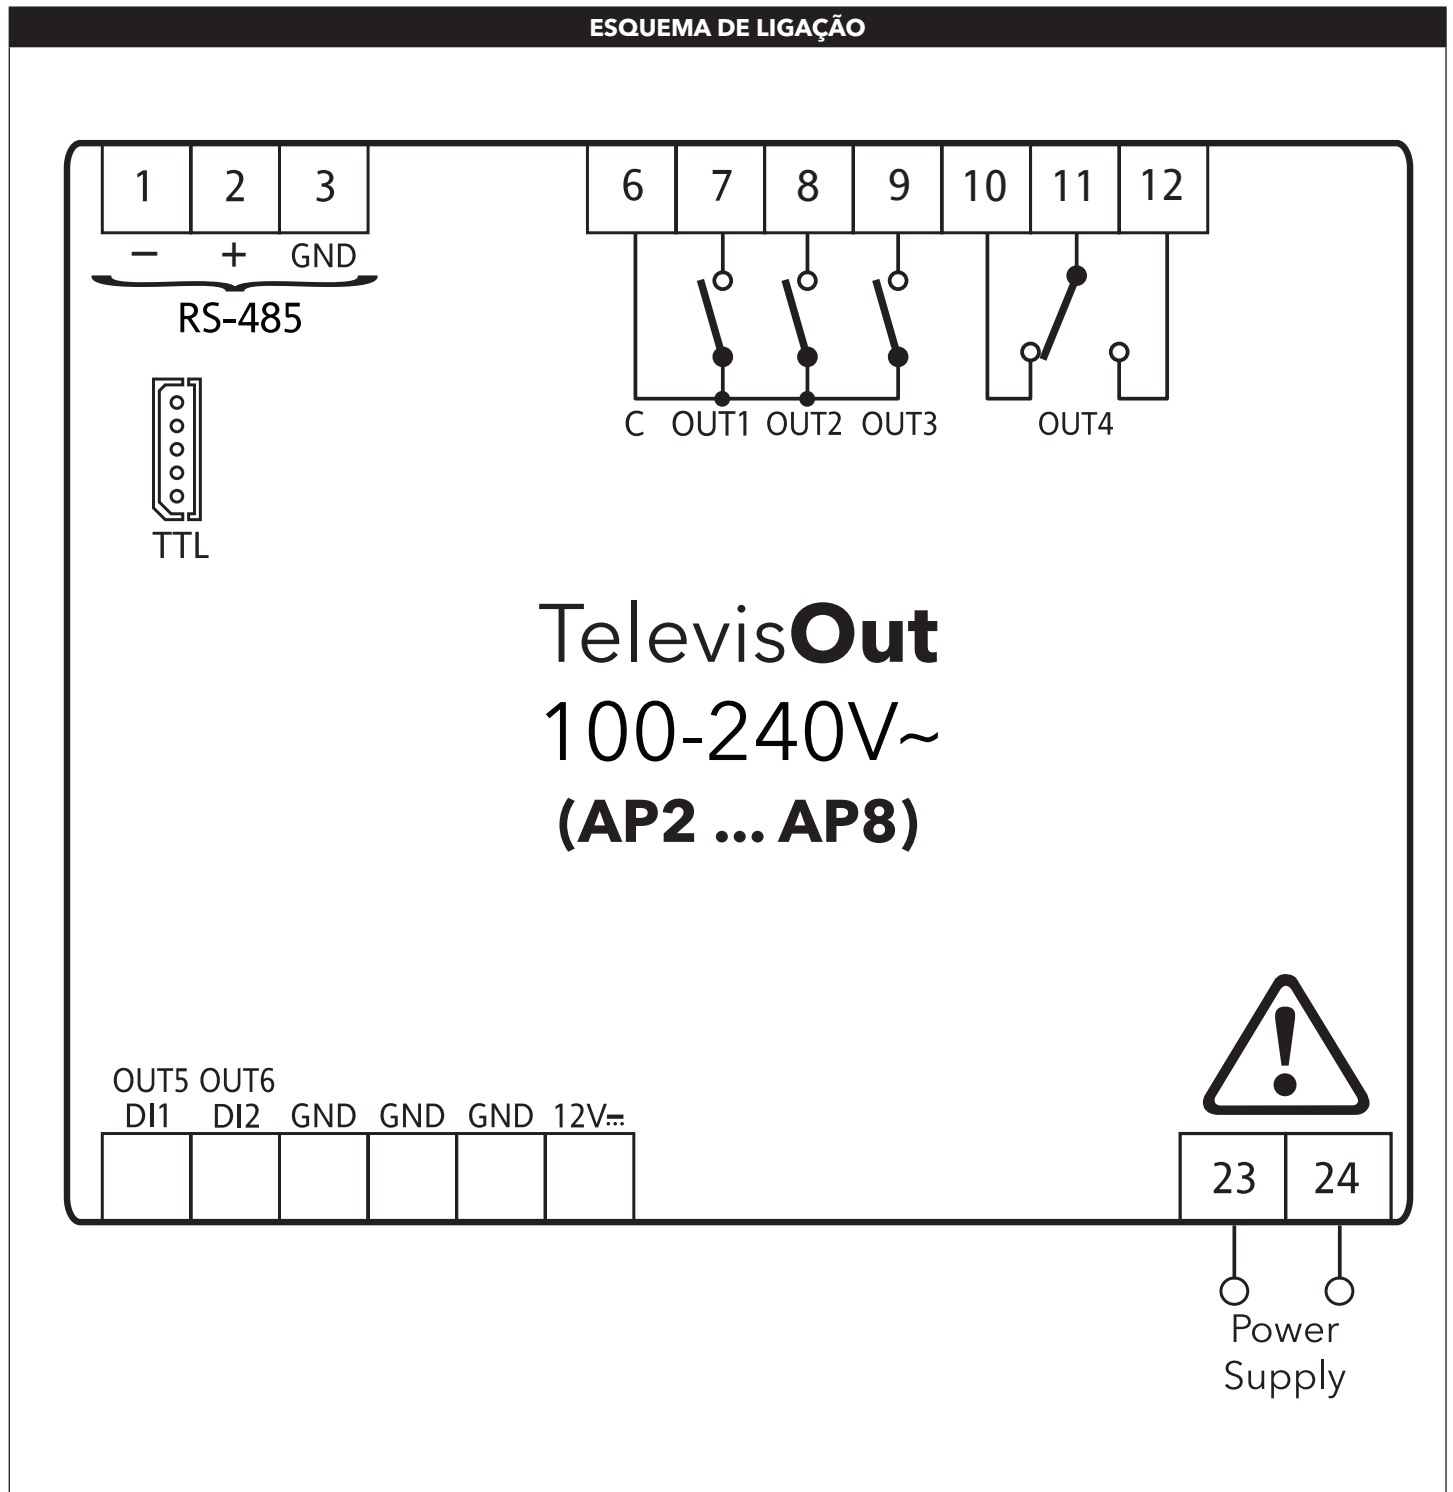 ESQUEMA DE LIGAÇÃO
1 2 3 6 7 8 9 10 11 12
− + GND
RS-485
C OUT1 OUT2 OUT3 OUT4
TTL
TelevisOut
100-240V~
(AP2 ... AP8)
OUT5 OUT6
DI1 DI2 GND GND GND 12V⎓
23 24
Power
Supply